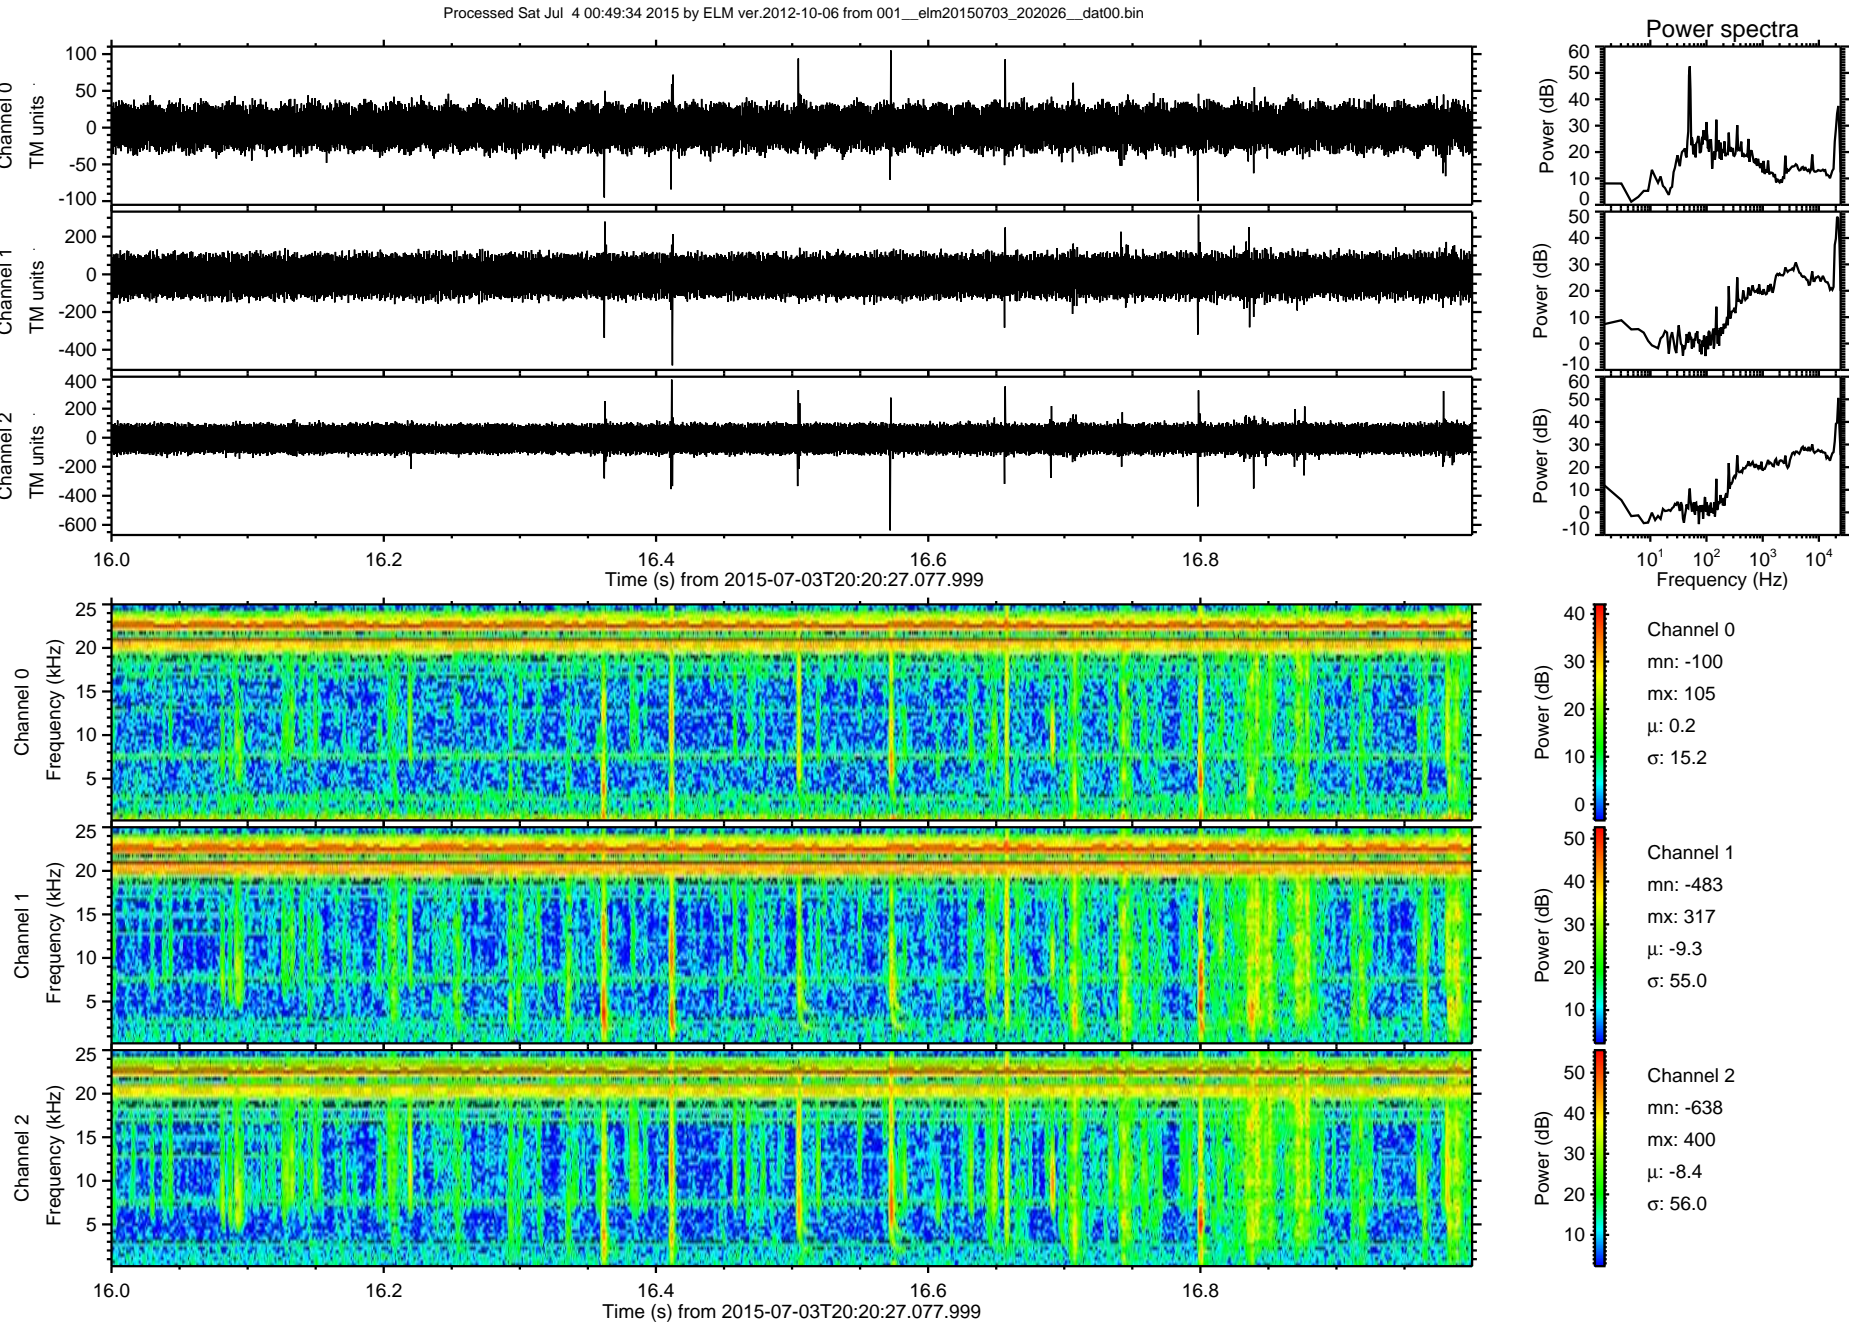 Processed Sat Jul  4 00:49:34 2015 by ELM ver.2012-10-06 from 001__elm20150703_202026__dat00.bin
Power spectra
Channel 0
TM units
100
50
0
-50
-100
Power (dB)
60
50
40
30
20
10
0
Channel 1
TM units
200
0
-200
-400
Power (dB)
50
40
30
20
10
0
-10
Channel 2
TM units
400
200
0
-200
-400
-600
Power (dB)
60
50
40
30
20
10
0
-10
16.0 16.2 16.4 16.6 16.8
Time (s) from 2015-07-03T20:20:27.077.999
10^1 10^2 10^3 10^4
Frequency (Hz)
Channel 0
Frequency (kHz)
25
20
15
10
5
Power (dB)
40
30
20
10
0
Channel 0
mn: -100
mx: 105
μ: 0.2
σ: 15.2
Channel 1
Frequency (kHz)
25
20
15
10
5
Power (dB)
50
40
30
20
10
Channel 1
mn: -483
mx: 317
μ: -9.3
σ: 55.0
Channel 2
Frequency (kHz)
25
20
15
10
5
Power (dB)
50
40
30
20
10
Channel 2
mn: -638
mx: 400
μ: -8.4
σ: 56.0
16.0 16.2 16.4 16.6 16.8
Time (s) from 2015-07-03T20:20:27.077.999